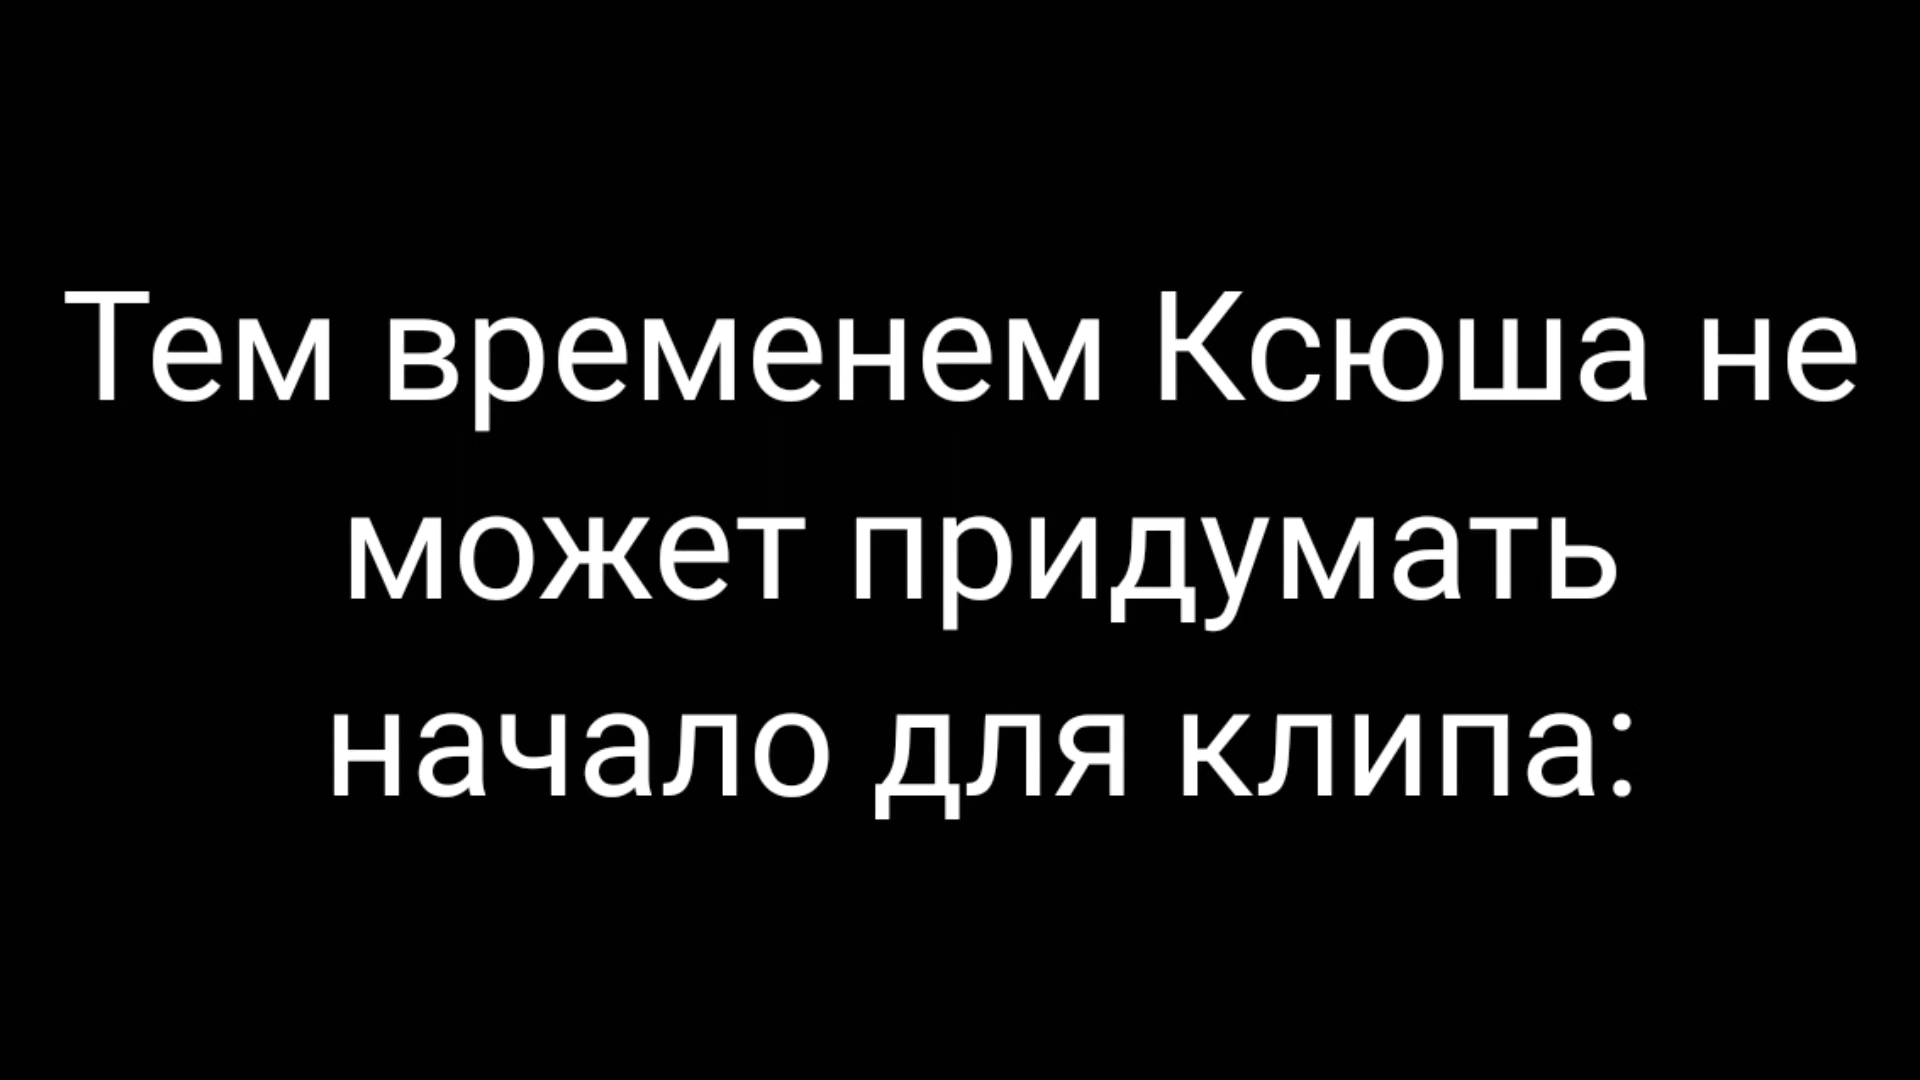 Тем временем Ксюша не
может придумать
начало для клипа: